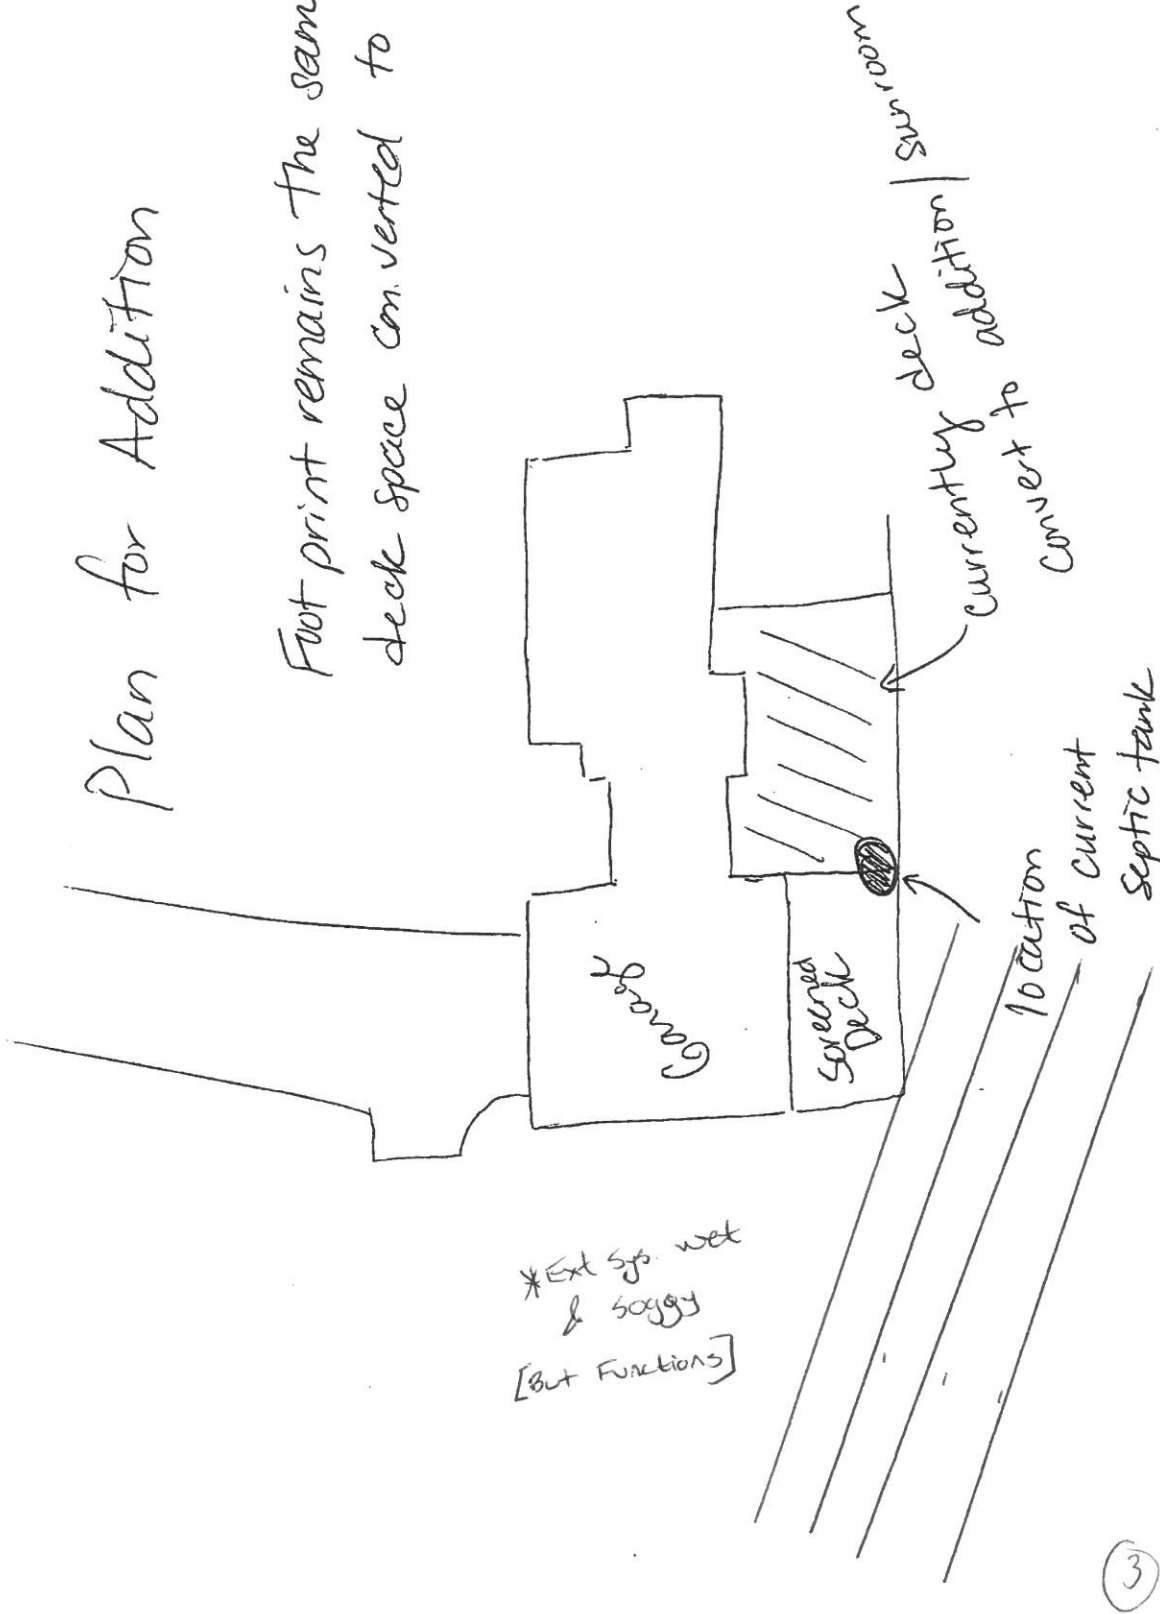 Plan for Addition
Foot print remains the sam
deck space converted to
currently deck
convert to addition | sunroom
location
of current
septic tank
Garage
Screened
Deck
*Ext Sys. wet
& soggy
[But Functions]
3